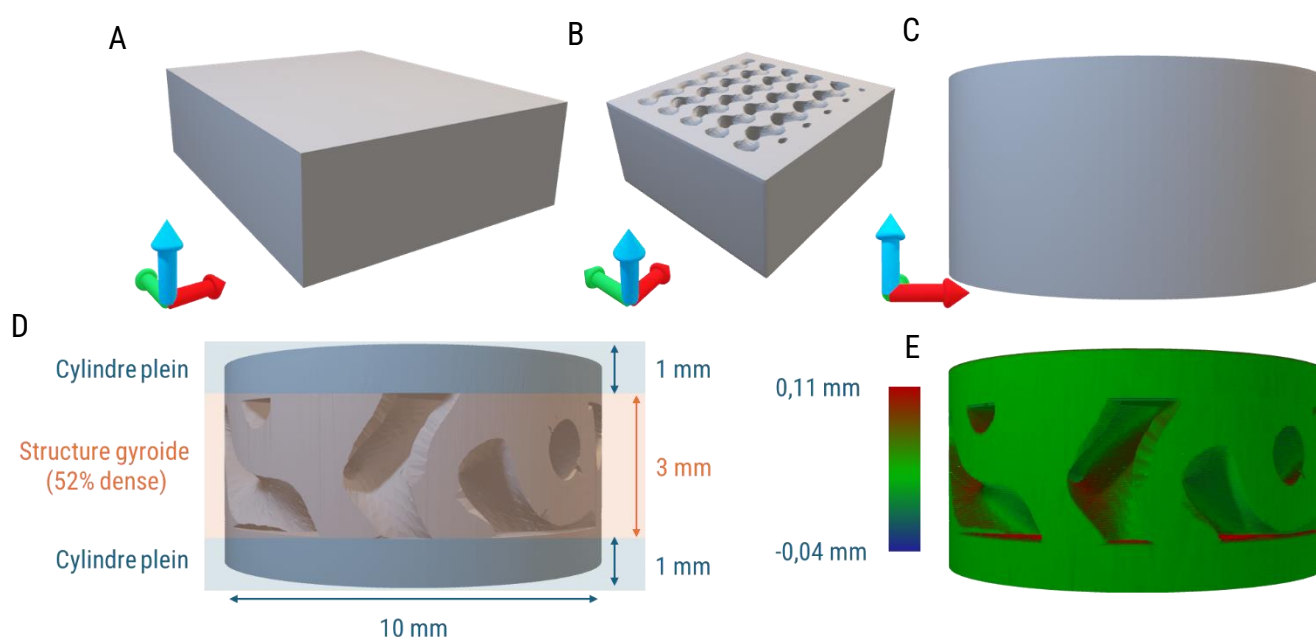 A
B
C
D
Cylindre plein
1 mm
Structure gyroide
(52% dense)
3 mm
Cylindre plein
1 mm
10 mm
E
0,11 mm
-0,04 mm